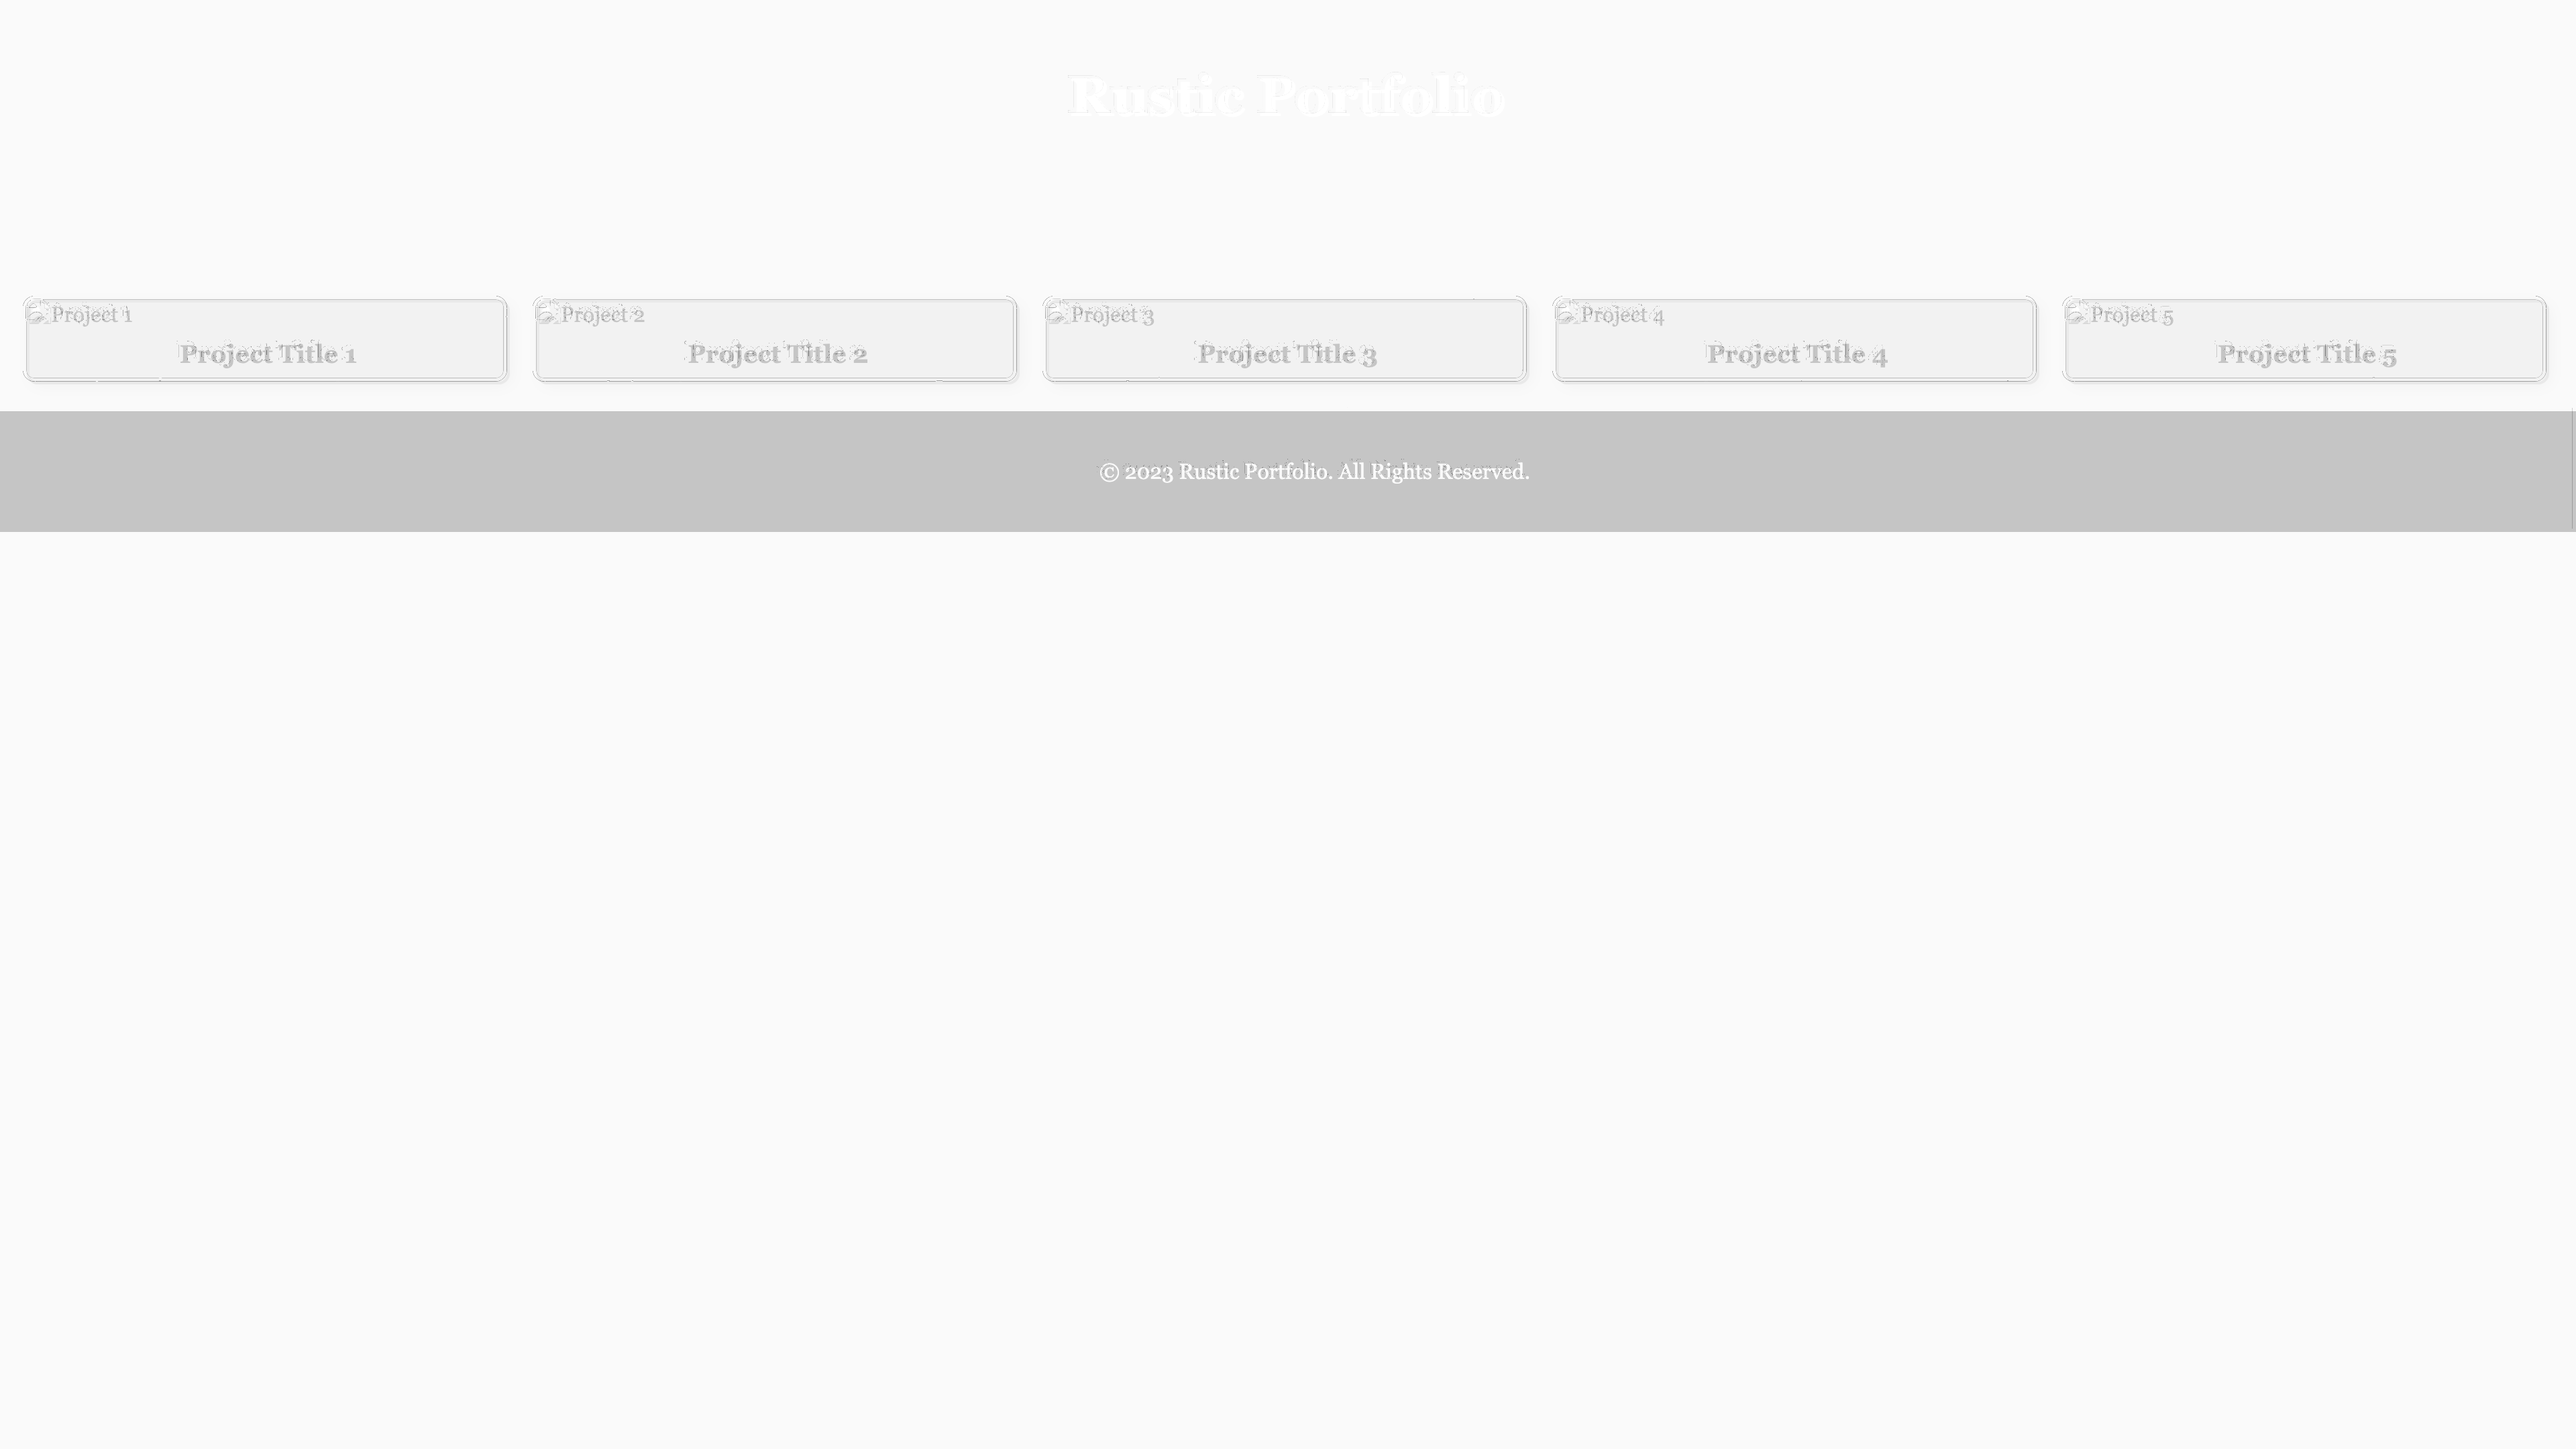 Rustic Portfolio
Project 1
Project Title 1
Project 2
Project Title 2
Project 3
Project Title 3
Project 4
Project Title 4
Project 5
Project Title 5
© 2023 Rustic Portfolio. All Rights Reserved.